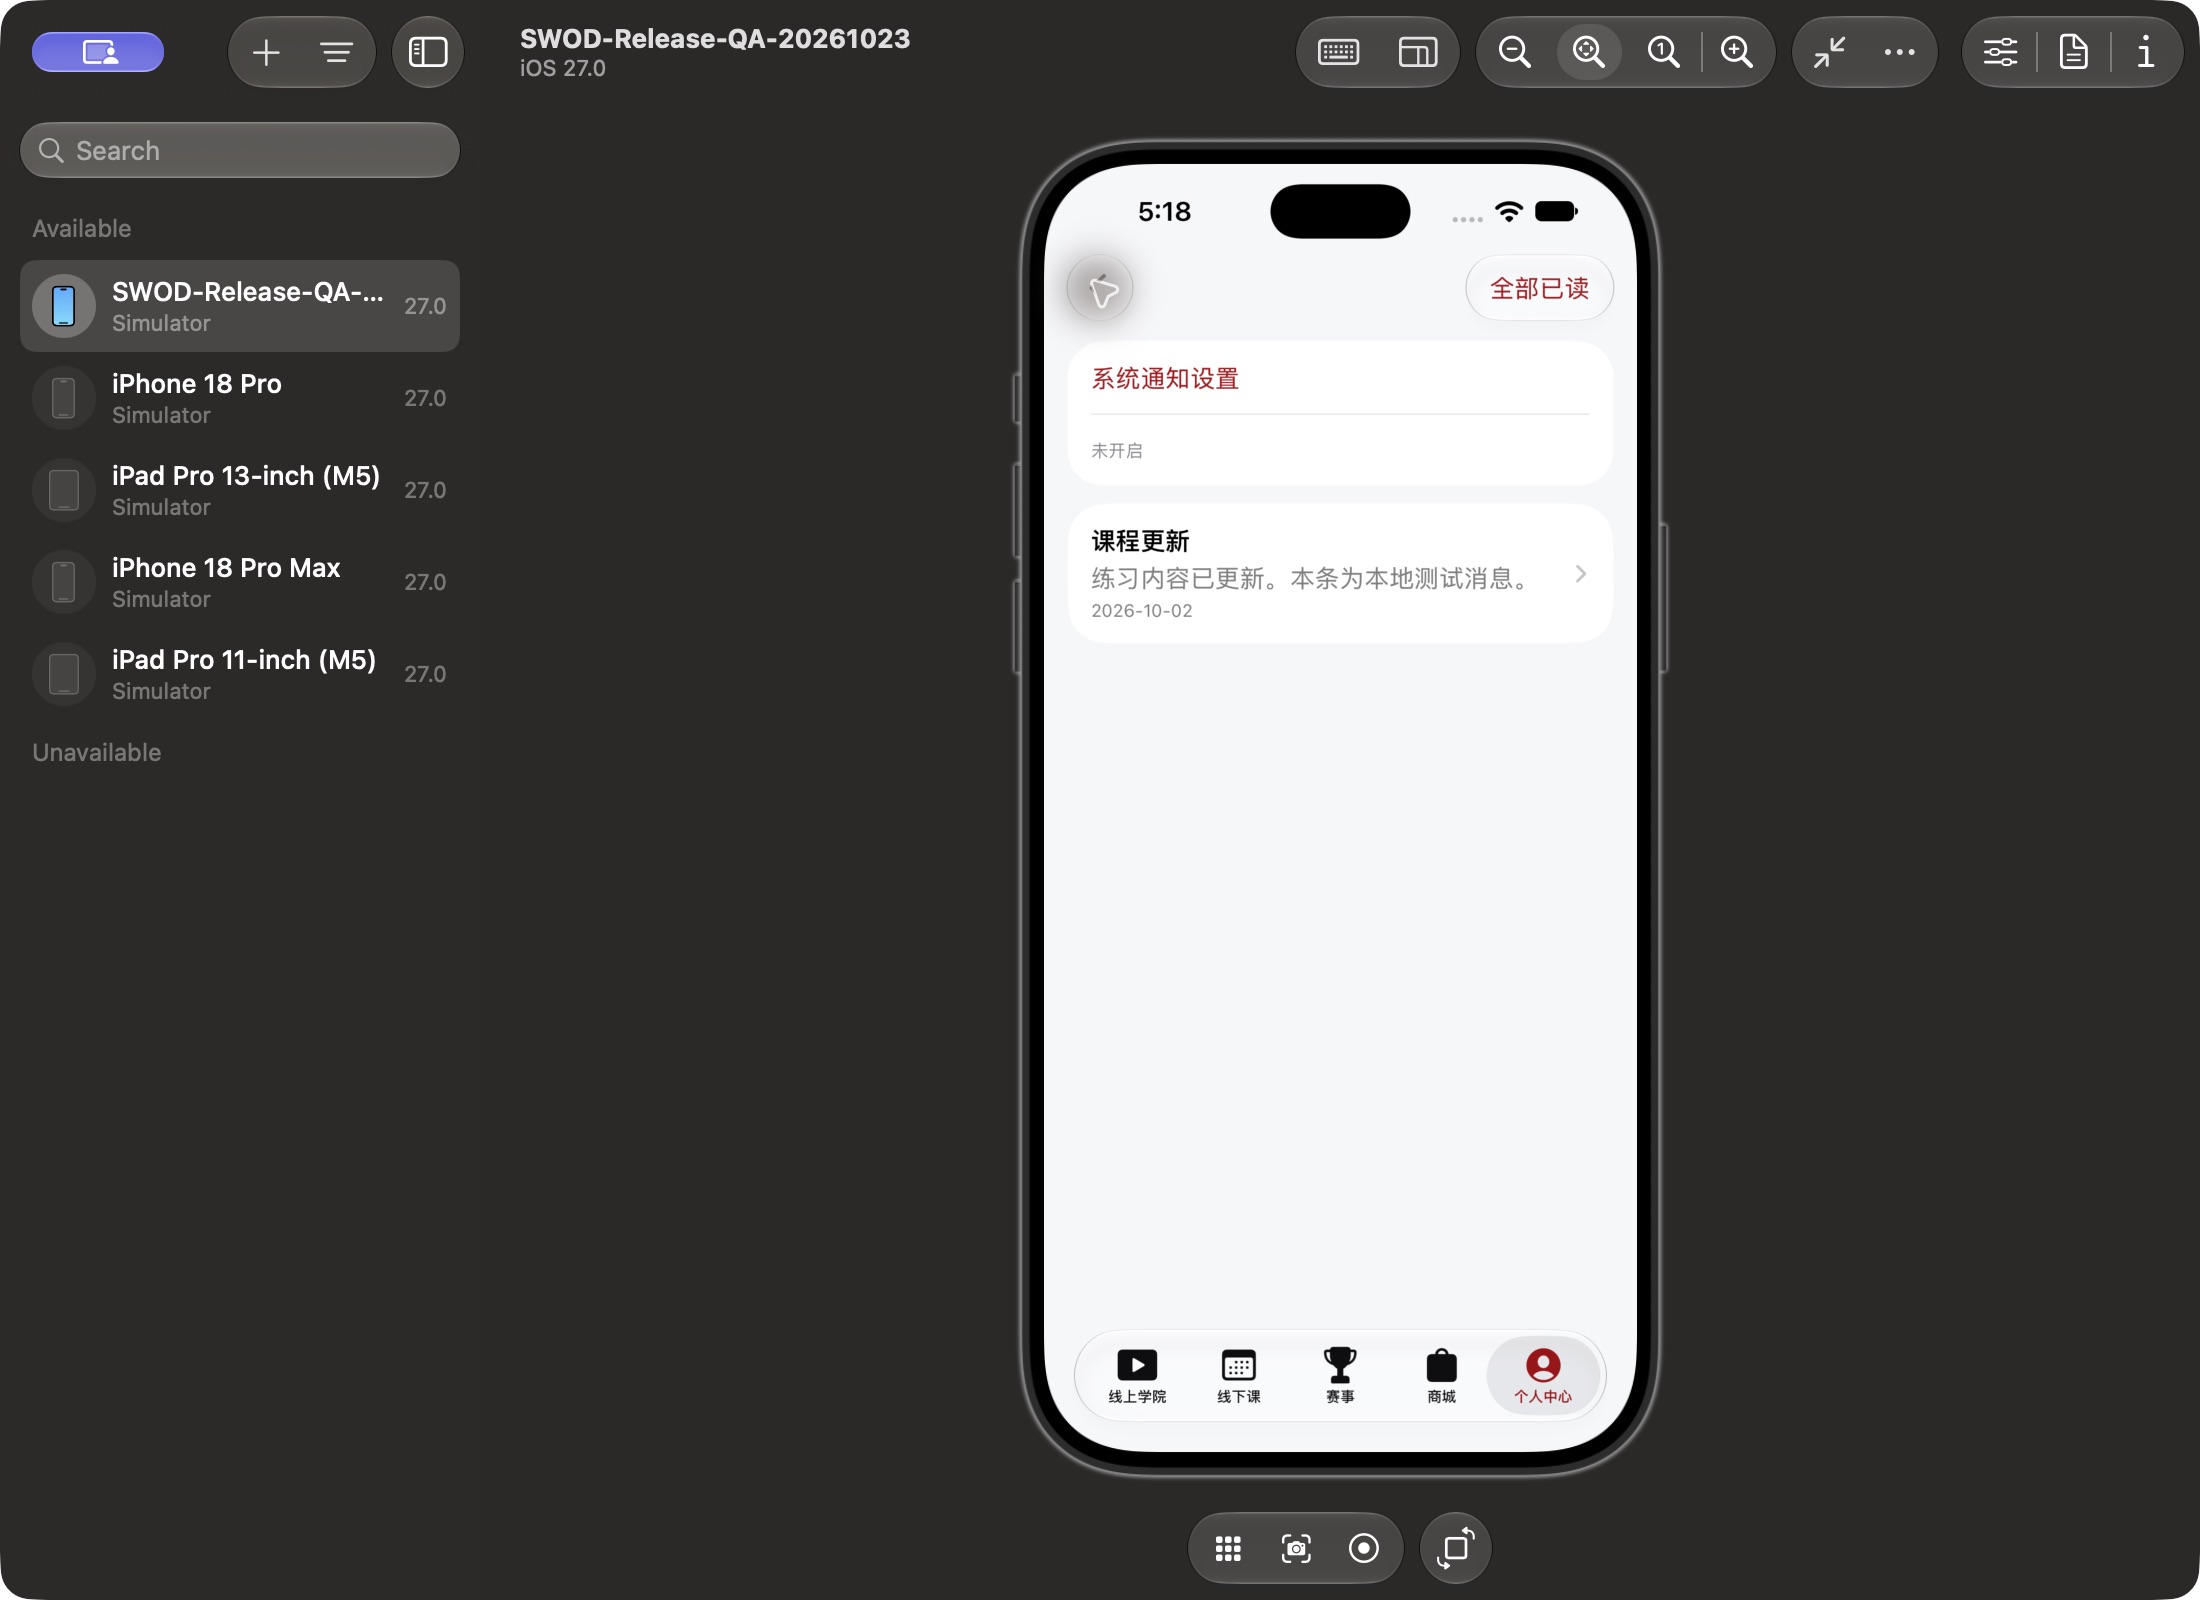 SWOD-Release-QA-20261023
iOS 27.0
Search
Available
SWOD-Release-QA-...
Simulator
27.0
iPhone 18 Pro
Simulator
27.0
iPad Pro 13-inch (M5)
Simulator
27.0
iPhone 18 Pro Max
Simulator
27.0
iPad Pro 11-inch (M5)
Simulator
27.0
Unavailable
5:18
全部已读
系统通知设置
未开启
课程更新
练习内容已更新。本条为本地测试消息。
2026-10-02
线上学院
线下课
赛事
商城
个人中心